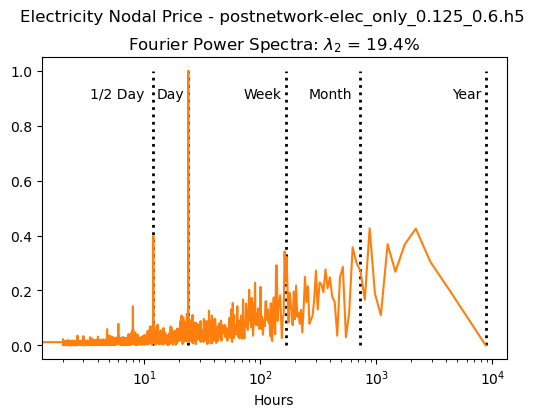 Electricity Nodal Price - postnetwork-elec_only_0.125_0.6.h5
Fourier Power Spectra: λ₂ = 19.4%
1.0
0.8
0.6
0.4
0.2
0.0
1/2 Day
Day
Week
Month
Year
10¹
10²
10³
10⁴
Hours